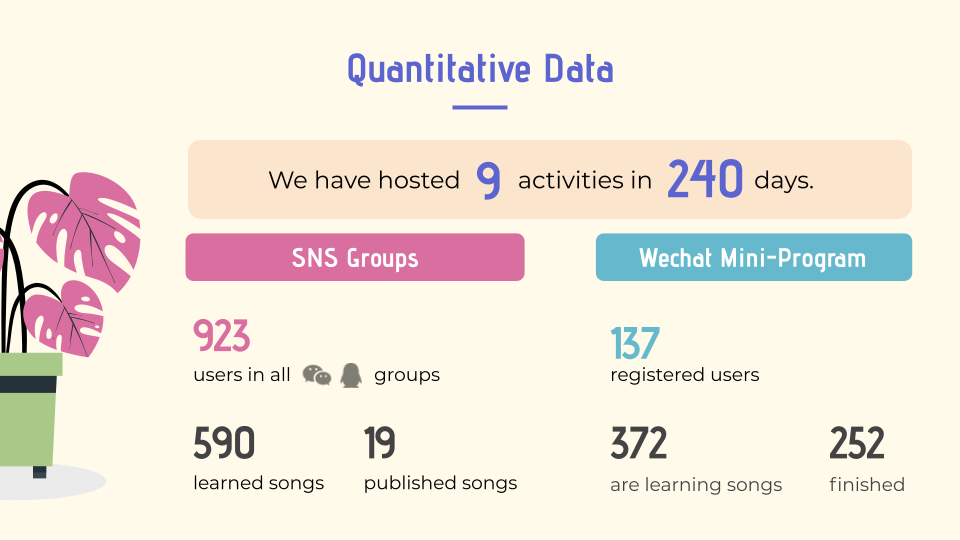 Quantitative Data
We have hosted 9 activities in 240 days.
SNS Groups
Wechat Mini-Program
923
users in all groups
137
registered users
590
learned songs
19
published songs
372
are learning songs
252
finished